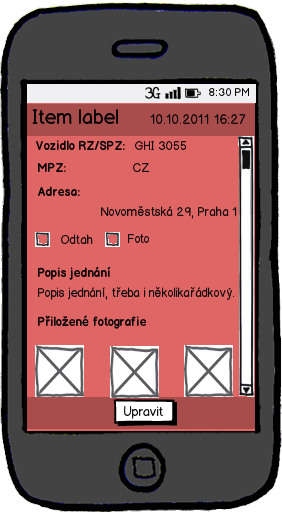 3G 8:30 PM
Item label 10.10.2011 16:27
Vozidlo RZ/SPZ: GHI 3055
MPZ: CZ
Adresa:
Novoměstská 29, Praha 1
Odtah Foto
Popis jednání
Popis jednání, třeba i několikařádkový.
Přiložené fotografie
Upravit